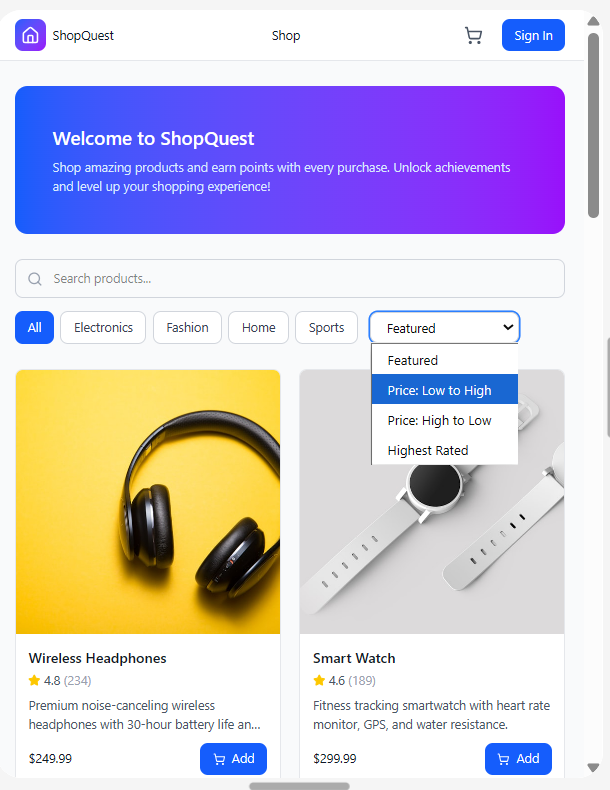 ShopQuest
Shop
Sign In
Welcome to ShopQuest
Shop amazing products and earn points with every purchase. Unlock achievements
and level up your shopping experience!
Search products...
All
Electronics
Fashion
Home
Sports
Featured
Featured
Price: Low to High
Price: High to Low
Highest Rated
Wireless Headphones
4.8 (234)
Premium noise-canceling wireless
headphones with 30-hour battery life an...
$249.99
Add
Smart Watch
4.6 (189)
Fitness tracking smartwatch with heart rate
monitor, GPS, and water resistance.
$299.99
Add